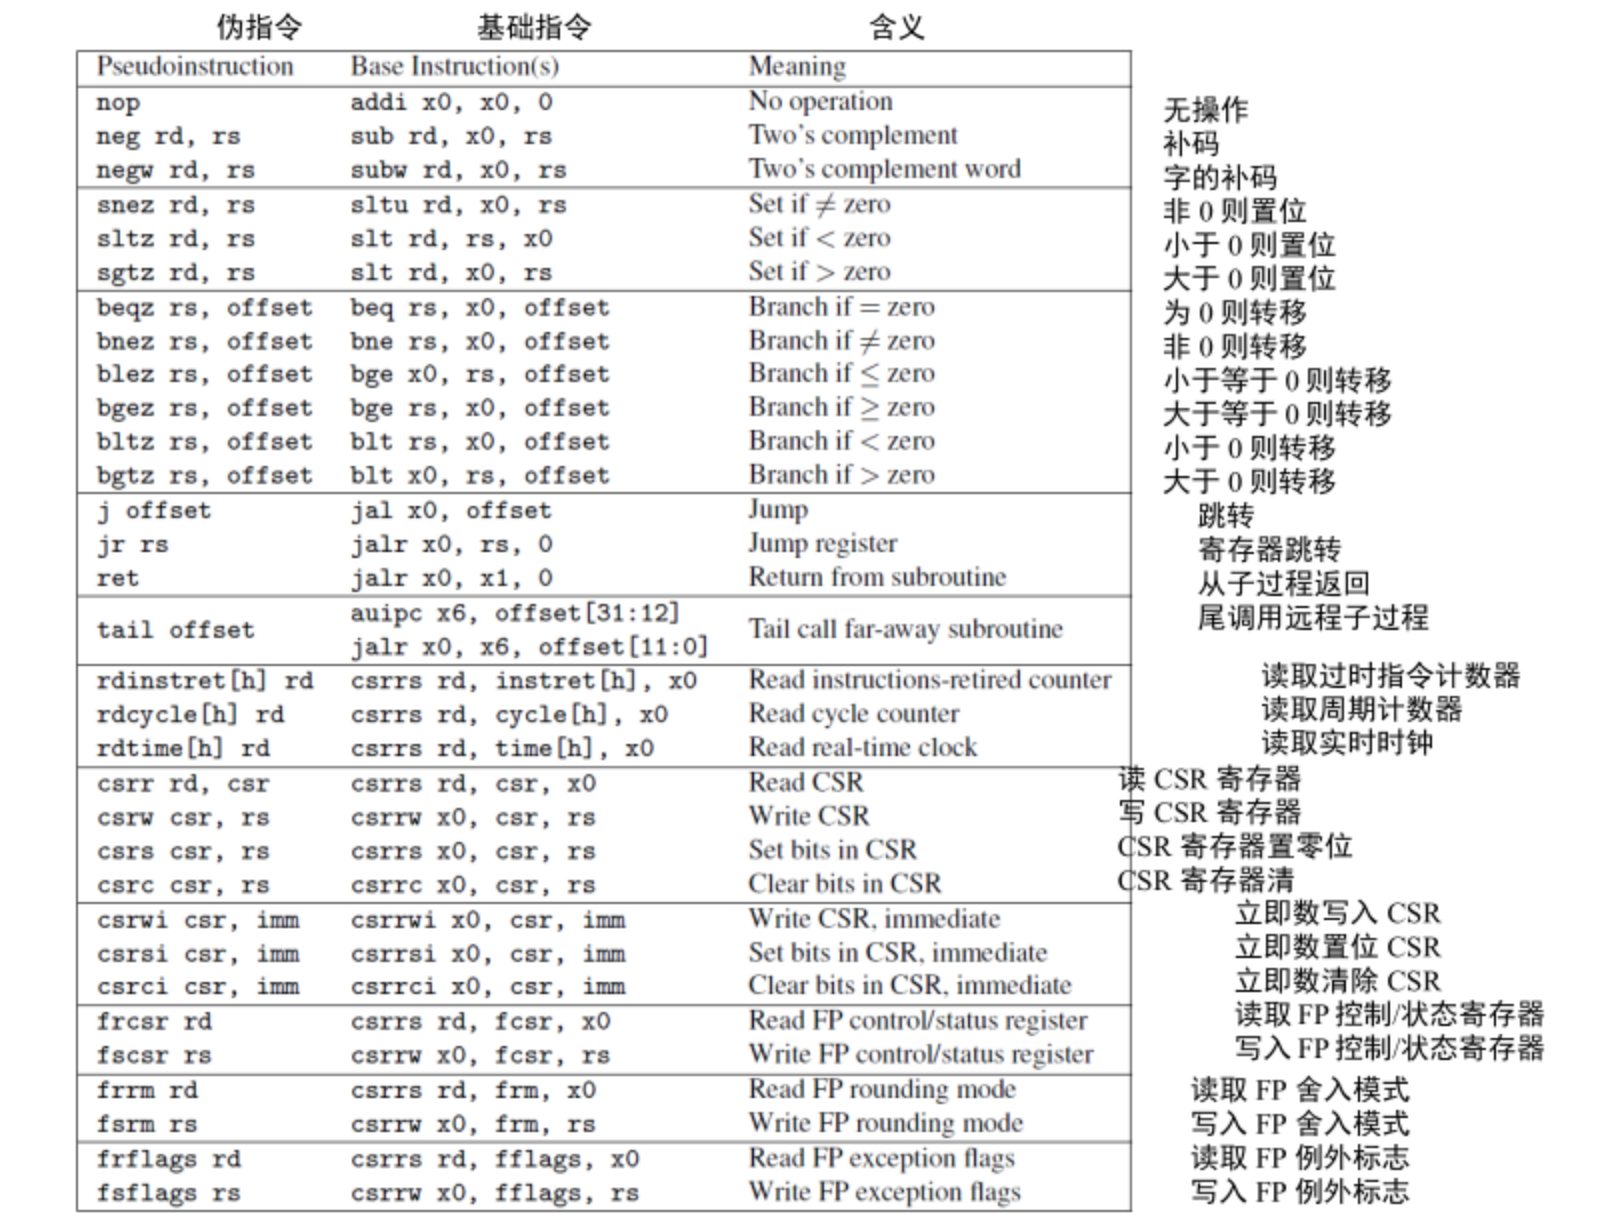 伪指令 基础指令 含义
Pseudoinstruction Base Instruction(s) Meaning
nop addi x0, x0, 0 No operation 无操作
neg rd, rs sub rd, x0, rs Two's complement 补码
negw rd, rs subw rd, x0, rs Two's complement word 字的补码
snez rd, rs sltu rd, x0, rs Set if ≠ zero 非 0 则置位
sltz rd, rs slt rd, rs, x0 Set if < zero 小于 0 则置位
sgtz rd, rs slt rd, x0, rs Set if > zero 大于 0 则置位
beqz rs, offset beq rs, x0, offset Branch if = zero 为 0 则转移
bnez rs, offset bne rs, x0, offset Branch if ≠ zero 非 0 则转移
blez rs, offset bge x0, rs, offset Branch if ≤ zero 小于等于 0 则转移
bgez rs, offset bge rs, x0, offset Branch if ≥ zero 大于等于 0 则转移
bltz rs, offset blt rs, x0, offset Branch if < zero 小于 0 则转移
bgtz rs, offset blt x0, rs, offset Branch if > zero 大于 0 则转移
j offset jal x0, offset Jump 跳转
jr rs jalr x0, rs, 0 Jump register 寄存器跳转
ret jalr x0, x1, 0 Return from subroutine 从子过程返回
auipc x6, offset[31:12]
tail offset Tail call far-away subroutine 尾调用远程子过程
jalr x0, x6, offset[11:0]
rdinstret[h] rd csrrs rd, instret[h], x0 Read instructions-retired counter 读取过时指令计数器
rdcycle[h] rd csrrs rd, cycle[h], x0 Read cycle counter 读取周期计数器
rdtime[h] rd csrrs rd, time[h], x0 Read real-time clock 读取实时时钟
csrr rd, csr csrrs rd, csr, x0 Read CSR 读 CSR 寄存器
csrw csr, rs csrrw x0, csr, rs Write CSR 写 CSR 寄存器
csrs csr, rs csrrs x0, csr, rs Set bits in CSR CSR 寄存器置零位
csrc csr, rs csrrc x0, csr, rs Clear bits in CSR CSR 寄存器清
csrwi csr, imm csrrwi x0, csr, imm Write CSR, immediate 立即数写入 CSR
csrsi csr, imm csrrsi x0, csr, imm Set bits in CSR, immediate 立即数置位 CSR
csrci csr, imm csrrci x0, csr, imm Clear bits in CSR, immediate 立即数清除 CSR
frcsr rd csrrs rd, fcsr, x0 Read FP control/status register 读取 FP 控制/状态寄存器
fscsr rs csrrw x0, fcsr, rs Write FP control/status register 写入 FP 控制/状态寄存器
frrm rd csrrs rd, frm, x0 Read FP rounding mode 读取 FP 舍入模式
fsrm rs csrrw x0, frm, rs Write FP rounding mode 写入 FP 舍入模式
frflags rd csrrs rd, fflags, x0 Read FP exception flags 读取 FP 例外标志
fsflags rs csrrw x0, fflags, rs Write FP exception flags 写入 FP 例外标志